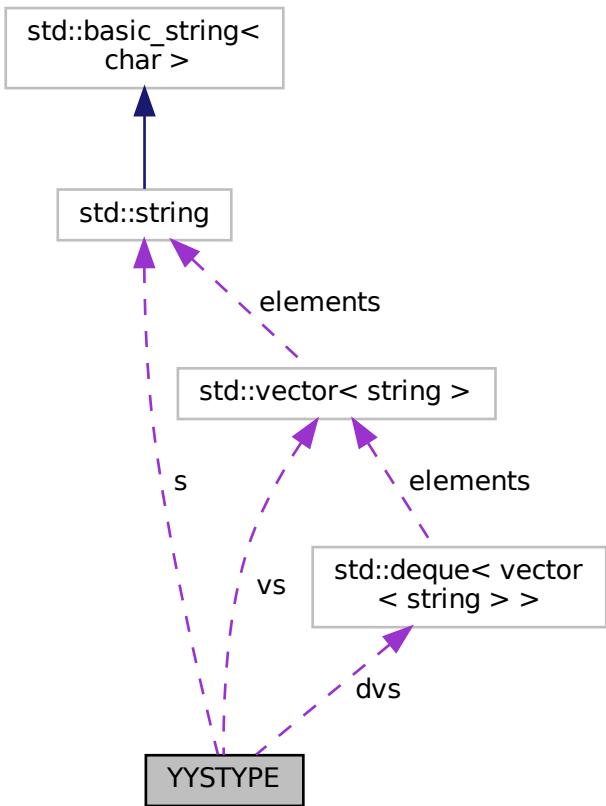 std::basic_string<
char >
std::string
elements
std::vector< string >
s
elements
vs
std::deque< vector
< string > >
dvs
YYSTYPE